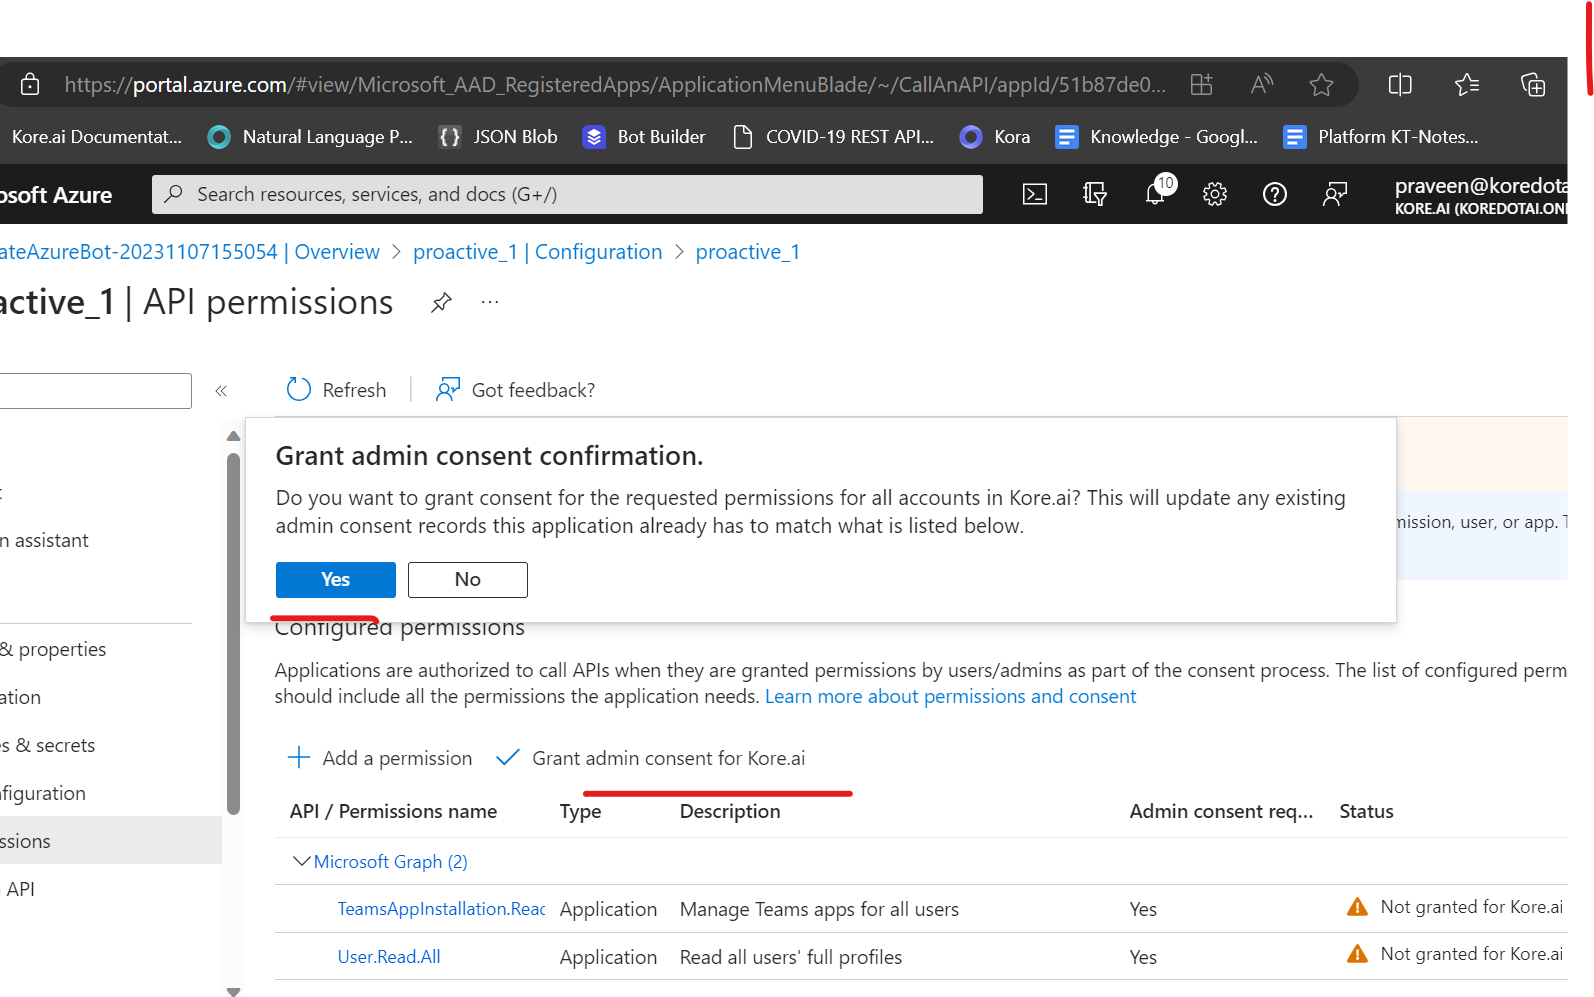 https://portal.azure.com/#view/Microsoft_AAD_RegisteredApps/ApplicationMenuBlade/~/CallAnAPI/appId/51b87de0...
Kore.ai Documentat... Natural Language P... JSON Blob Bot Builder COVID-19 REST API... Kora Knowledge - Googl... Platform KT-Notes...
osoft Azure Search resources, services, and docs (G+/) 10 praveen@koredota
KORE.AI (KOREDOTAI.ONI
ateAzureBot-20231107155054 | Overview > proactive_1 | Configuration > proactive_1
active_1 | API permissions ...
« Refresh Got feedback?
Grant admin consent confirmation.
Do you want to grant consent for the requested permissions for all accounts in Kore.ai? This will update any existing
admin consent records this application already has to match what is listed below.
mission, user, or app. T
n assistant
Yes No
Configured permissions
& properties
Applications are authorized to call APIs when they are granted permissions by users/admins as part of the consent process. The list of configured perm
should include all the permissions the application needs. Learn more about permissions and consent
ation
s & secrets
Add a permission Grant admin consent for Kore.ai
figuration
API / Permissions name Type Description Admin consent req... Status
ssions
Microsoft Graph (2)
API
TeamsAppInstallation.Reac Application Manage Teams apps for all users Yes Not granted for Kore.ai
User.Read.All Application Read all users' full profiles Yes Not granted for Kore.ai